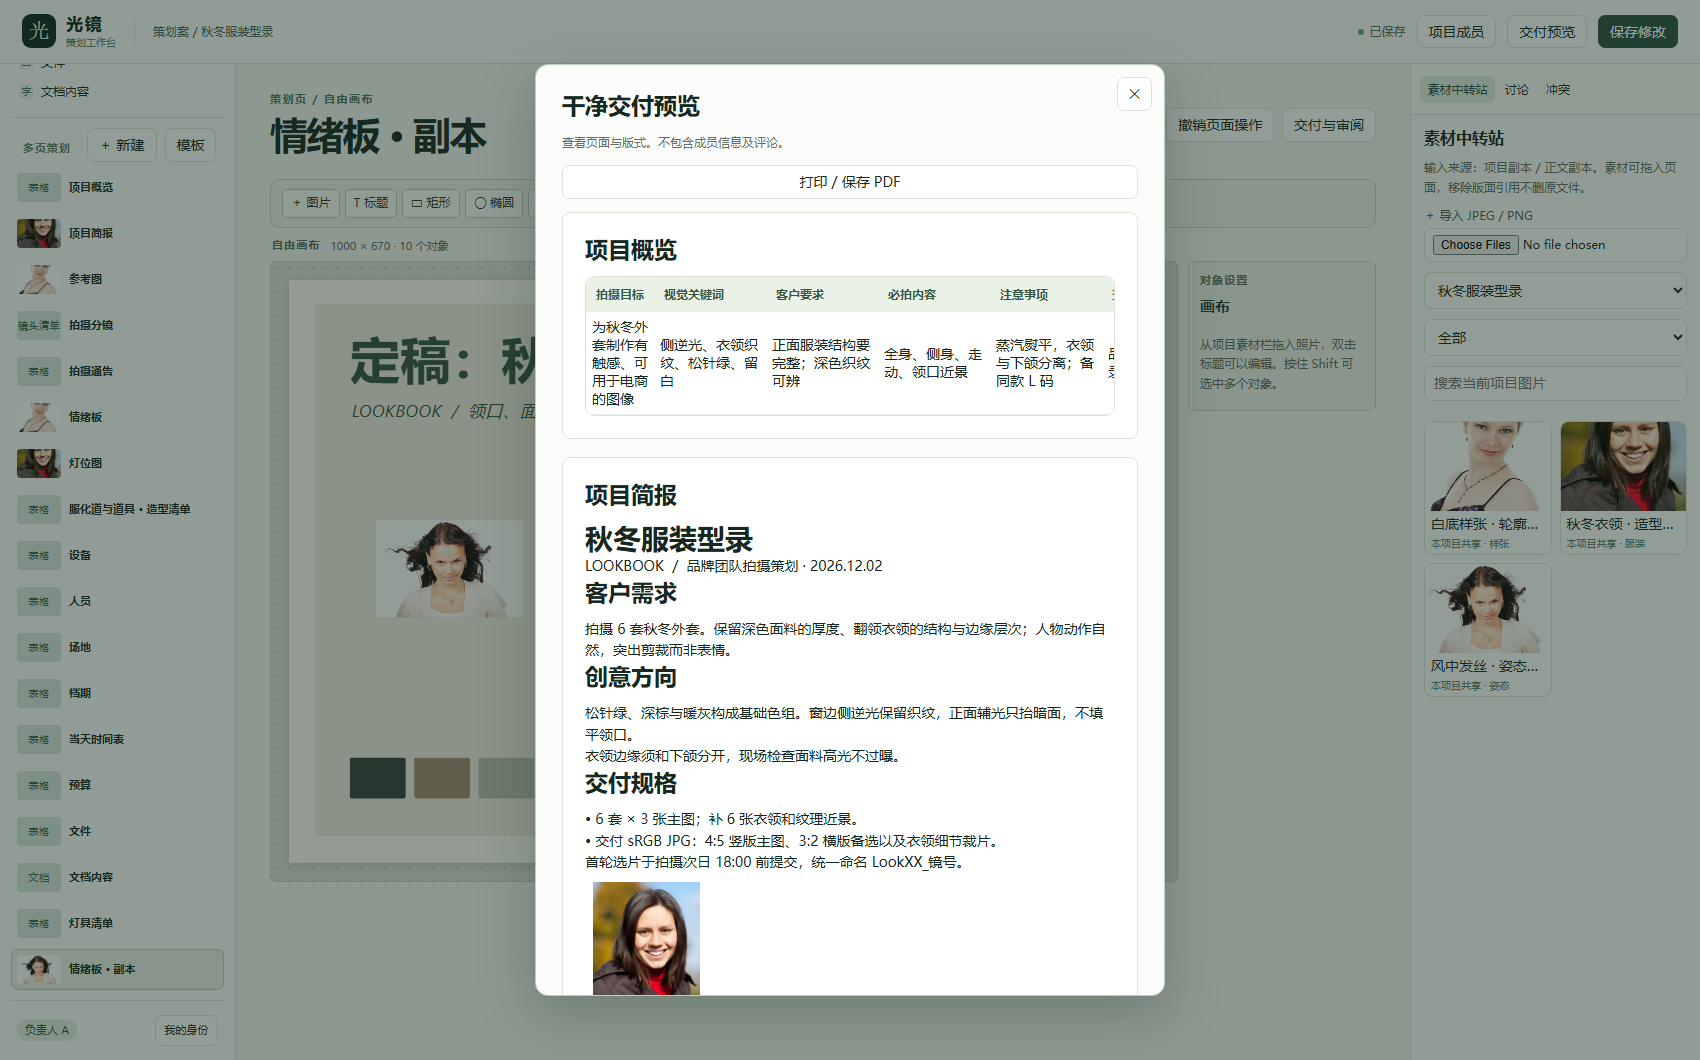 光 光镜
策划工作台
策划案 / 秋冬服装型录
已保存
项目成员
交付预览
保存修改
文件
字 文档内容
多页策划
+ 新建
模板
表格 项目概览
项目简报
参考图
镜头清单 拍摄分镜
表格 拍摄通告
情绪板
灯位图
表格 服化道与道具・造型清单
表格 设备
表格 人员
表格 场地
表格 档期
表格 当天时间表
表格 预算
表格 文件
文档 文档内容
表格 灯具清单
情绪板・副本
负责人 A
我的身份
策划页 / 自由画布
情绪板・副本
撤销页面操作
交付与审阅
+ 图片
T 标题
矩形
椭圆
自由画布 1000 × 670 · 10 个对象
定稿：秋
LOOKBOOK / 领口、面
对象设置
画布
从项目素材栏拖入照片，双击
标题可以编辑。按住 Shift 可
选中多个对象。
干净交付预览
查看页面与版式。不包含成员信息及评论。
打印 / 保存 PDF
项目概览
拍摄目标 视觉关键词 客户要求 必拍内容 注意事项
为秋冬外
套制作有
触感、可
用于电商
的图像
侧逆光、衣领织
纹、松针绿、留
白
正面服装结构要
完整；深色织纹
可辨
全身、侧身、走
动、领口近景
蒸汽熨平，衣领
与下颌分离；备
同款 L 码
项目简报
秋冬服装型录
LOOKBOOK / 品牌团队拍摄策划 · 2026.12.02
客户需求
拍摄 6 套秋冬外套。保留深色面料的厚度、翻领衣领的结构与边缘层次；人物动作自
然，突出剪裁而非表情。
创意方向
松针绿、深棕与暖灰构成基础色组。窗边侧逆光保留织纹，正面辅光只抬暗面，不填
平领口。
衣领边缘须和下颌分开，现场检查面料高光不过曝。
交付规格
• 6 套 × 3 张主图；补 6 张衣领和纹理近景。
• 交付 sRGB JPG：4:5 竖版主图、3:2 横版备选以及衣领细节裁片。
首轮选片于拍摄次日 18:00 前提交，统一命名 LookXX_镜号。
素材中转站
讨论
冲突
素材中转站
输入来源：项目副本 / 正文副本。素材可拖入页
面，移除版面引用不删原文件。
+ 导入 JPEG / PNG
Choose Files No file chosen
秋冬服装型录
全部
搜索当前项目图片
白底样张 · 轮廓...
本项目共享 · 样张
秋冬衣领 · 造型...
本项目共享 · 服装
风中发丝 · 姿态...
本项目共享 · 姿态